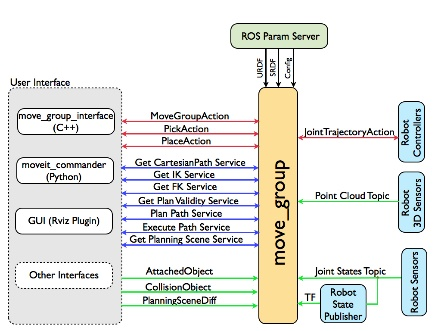 ROS Param Server
URDF
SRDF
Config
User Interface
move_group_interface
(C++)
moveit_commander
(Python)
GUI (Rviz Plugin)
Other Interfaces
MoveGroupAction
PickAction
PlaceAction
Get CartesianPath Service
Get IK Service
Get FK Service
Get Plan Validity Service
Plan Path Service
Execute Path Service
Get Planning Scene Service
AttachedObject
CollisionObject
PlanningSceneDiff
move_group
JointTrajectoryAction
Point Cloud Topic
Joint States Topic
TF
Robot
Controllers
Robot
3D Sensors
Robot Sensors
Robot
State
Publisher